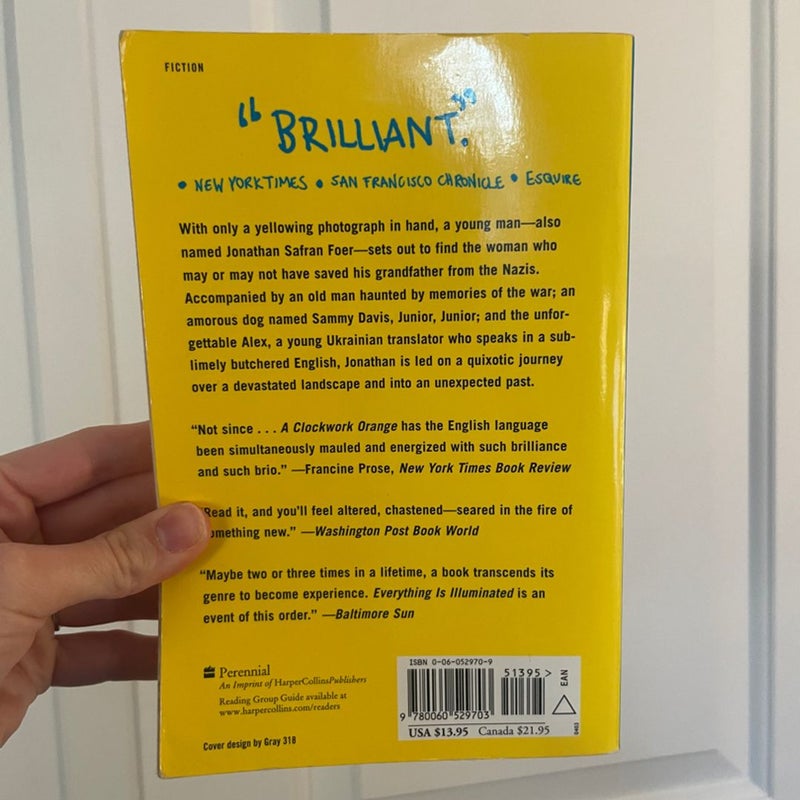 FICTION
“BRILLIANT.”
• NEW YORK TIMES • SAN FRANCISCO CHRONICLE • ESQUIRE
With only a yellowing photograph in hand, a young man—also
named Jonathan Safran Foer—sets out to find the woman who
may or may not have saved his grandfather from the Nazis.
Accompanied by an old man haunted by memories of the war; an
amorous dog named Sammy Davis, Junior, Junior; and the unfor-
gettable Alex, a young Ukrainian translator who speaks in a sub-
limely butchered English, Jonathan is led on a quixotic journey
over a devastated landscape and into an unexpected past.
“Not since . . . A Clockwork Orange has the English language
been simultaneously mauled and energized with such brilliance
and such brio.” —Francine Prose, New York Times Book Review
Read it, and you’ll feel altered, chastened—seared in the fire of
omething new.” —Washington Post Book World
“Maybe two or three times in a lifetime, a book transcends its
genre to become experience. Everything Is Illuminated is an
event of this order.” —Baltimore Sun
Perennial
An Imprint of HarperCollinsPublishers
Reading Group Guide available at
www.harpercollins.com/readers
Cover design by Gray 318
ISBN 0-06-052970-9
51395 >
EAN
9 780060 529703
USA $13.95 Canada $21.95
0403